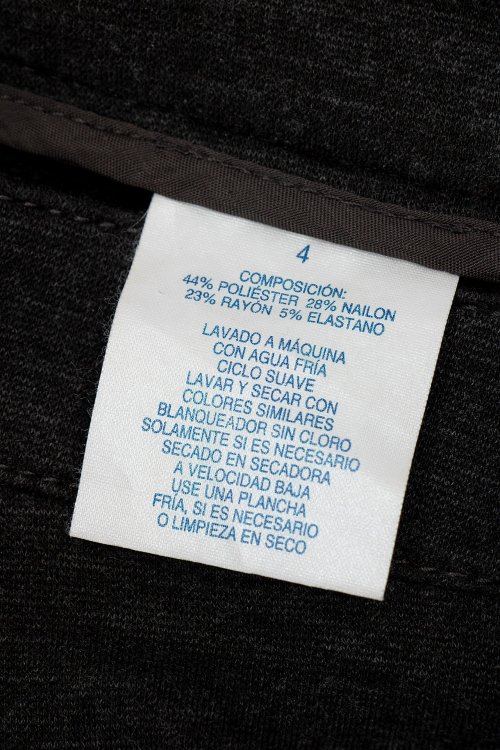 4
COMPOSICIÓN:
44% POLIÉSTER 28% NAILON
23% RAYÓN 5% ELASTANO
LAVADO A MÁQUINA
CON AGUA FRÍA
CICLO SUAVE
LAVAR Y SECAR CON
COLORES SIMILARES
BLANQUEADOR SIN CLORO
SOLAMENTE SI ES NECESARIO
SECADO EN SECADORA
A VELOCIDAD BAJA
USE UNA PLANCHA
FRÍA, SI ES NECESARIO
O LIMPIEZA EN SECO